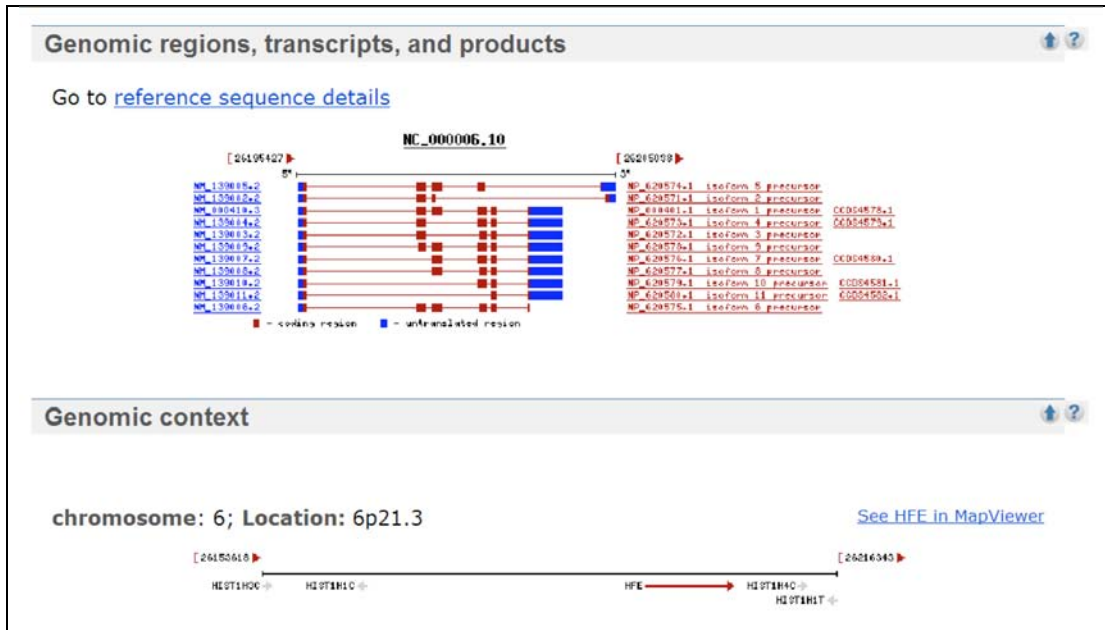 Genomic regions, transcripts, and products
Go to reference sequence details
NC_000006.10
[26195427 [26205038
5' 3'
NM_139005.2 NP_620574.1 isoform 5 precursor
NM_139002.2 NP_620571.1 isoform 2 precursor
NM_000410.3 NP_000401.1 isoform 1 precursor CCDS4578.1
NM_139004.2 NP_620573.1 isoform 4 precursor CCDS4579.1
NM_139003.2 NP_620572.1 isoform 3 precursor
NM_139009.2 NP_620578.1 isoform 9 precursor
NM_139007.2 NP_620576.1 isoform 7 precursor CCDS4580.1
NM_139008.2 NP_620577.1 isoform 8 precursor
NM_139010.2 NP_620579.1 isoform 10 precursor CCDS4581.1
NM_139011.2 NP_620580.1 isoform 11 precursor CCDS4582.1
NM_139006.2 NP_620575.1 isoform 6 precursor
- coding region - untranslated region
Genomic context
chromosome: 6; Location: 6p21.3 See HFE in MapViewer
[26153618 [26216343
HIST1H3C HIST1H1C HFE HIST1H4C
HIST1H1T